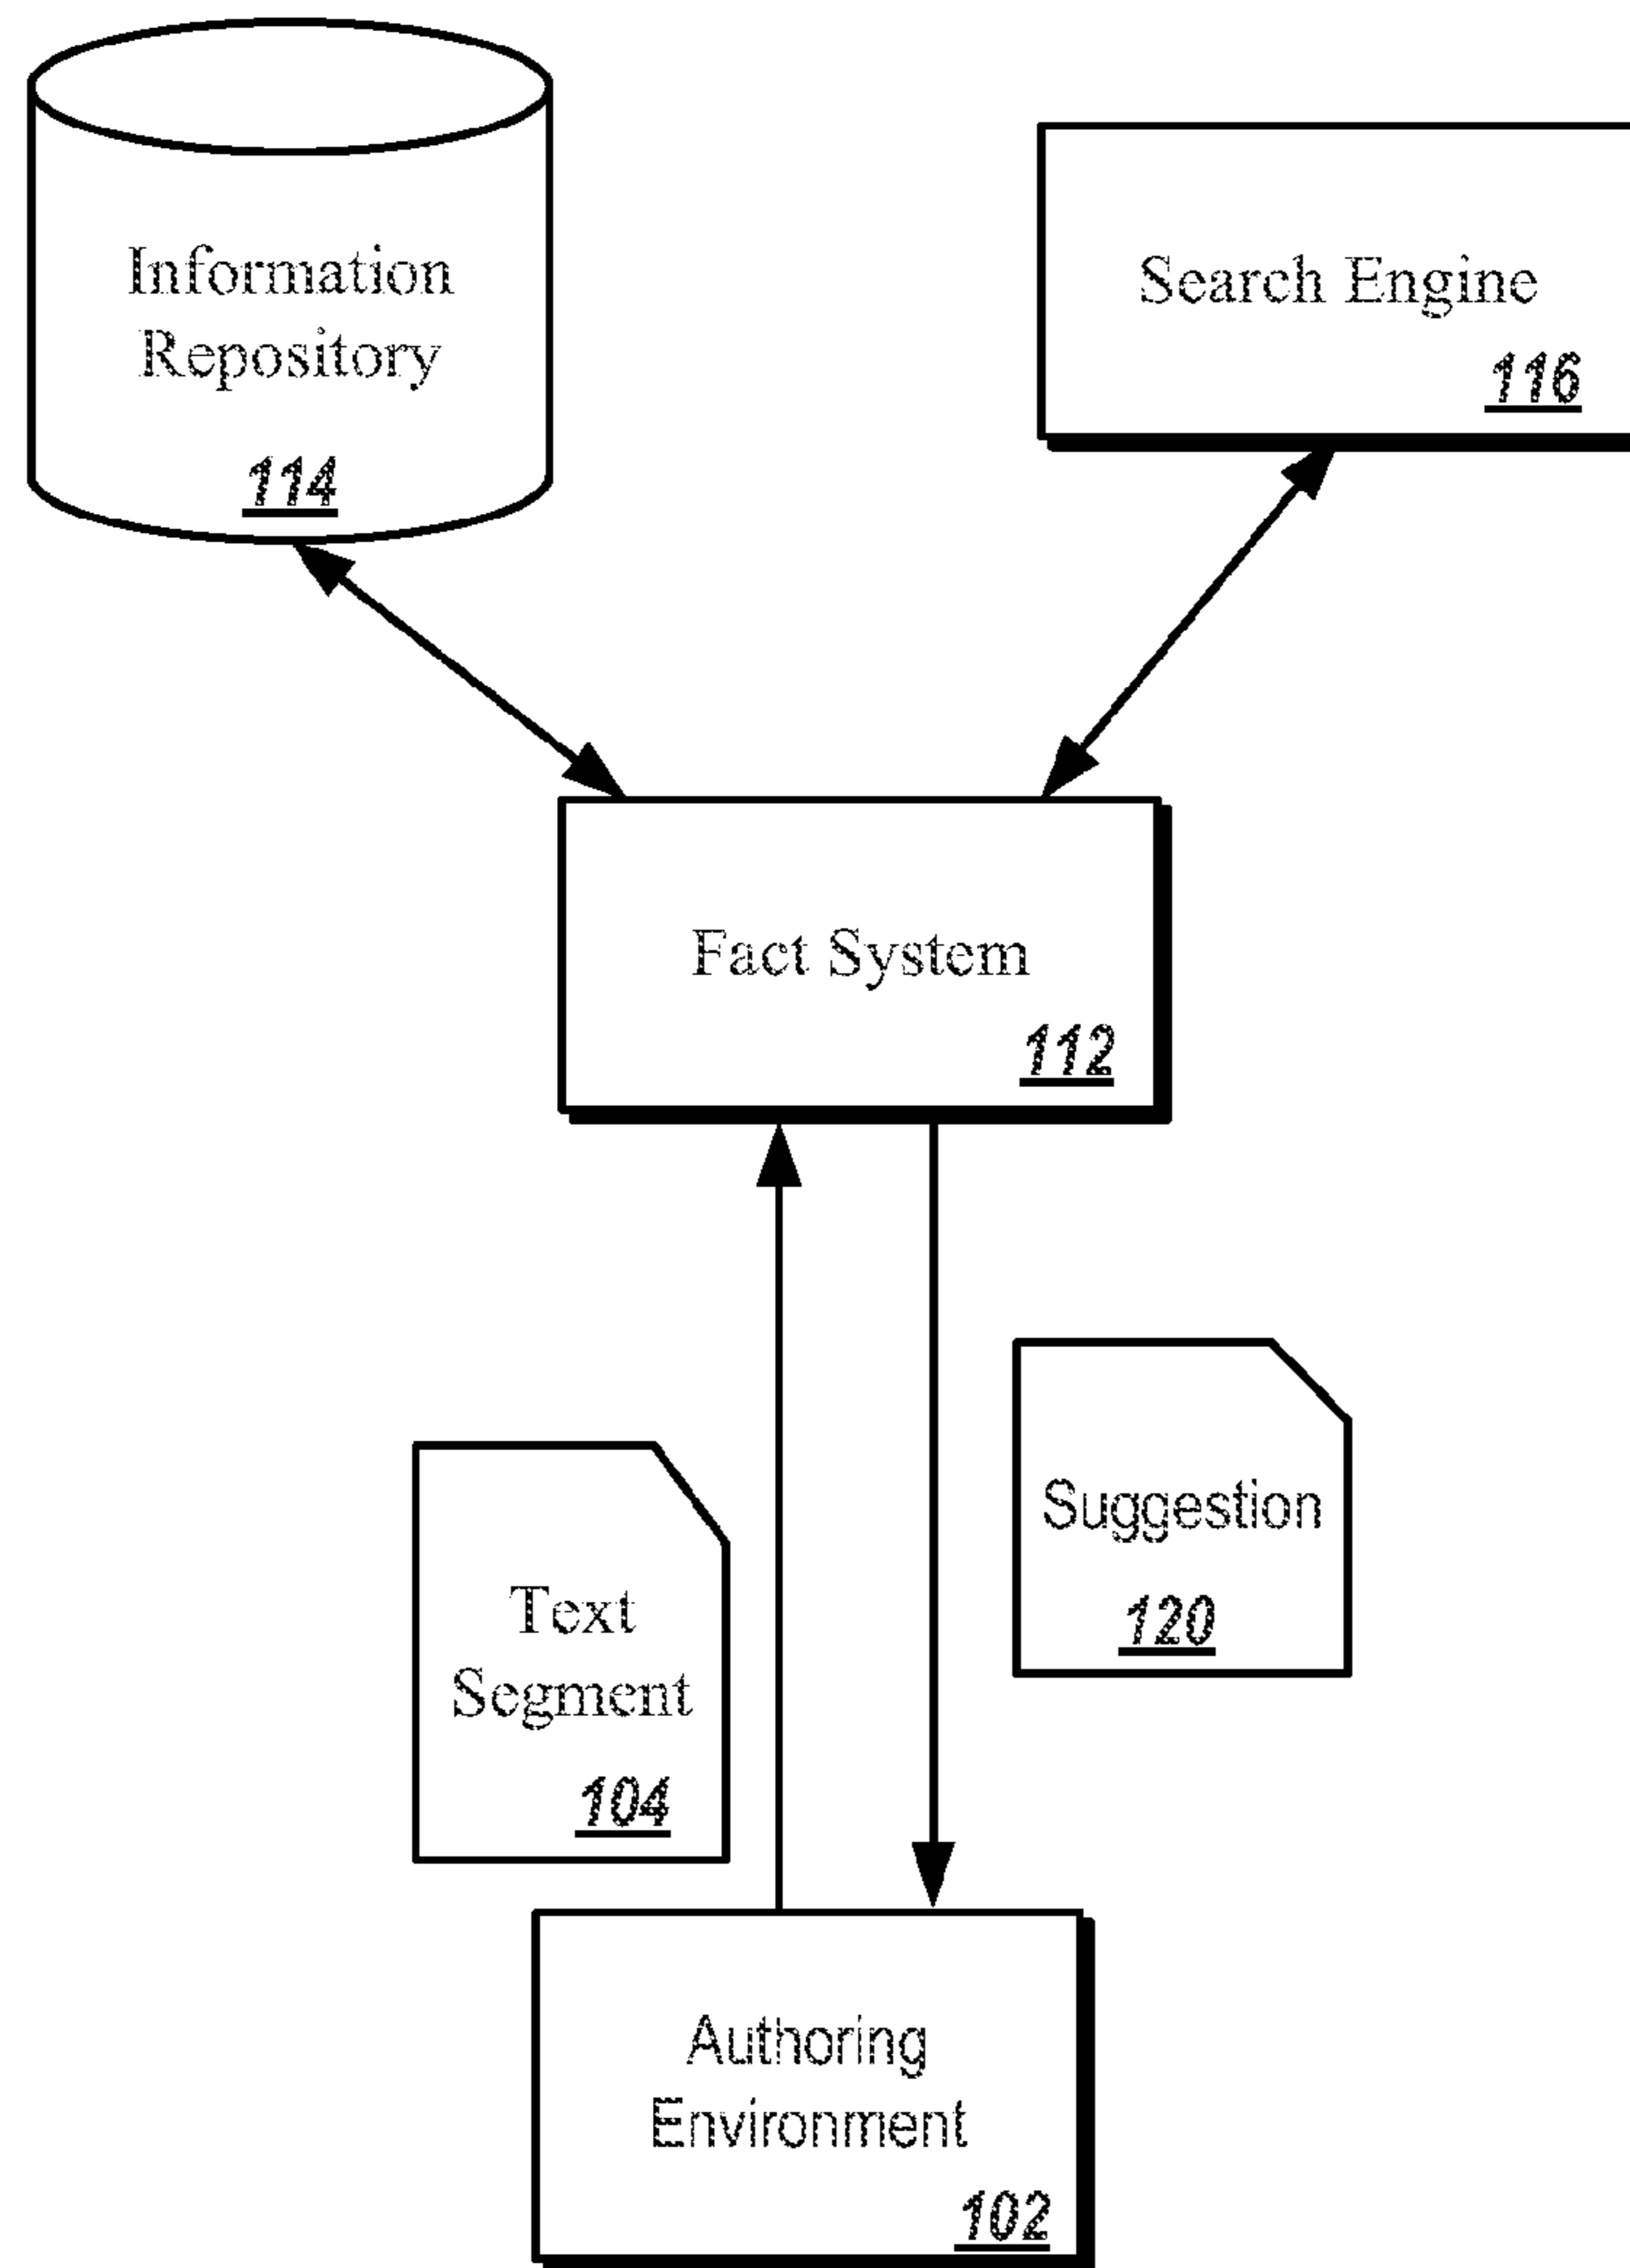 Information
Repository
114
Search Engine
116
Fact System
112
Suggestion
120
Text
Segment
104
Authoring
Environment
102